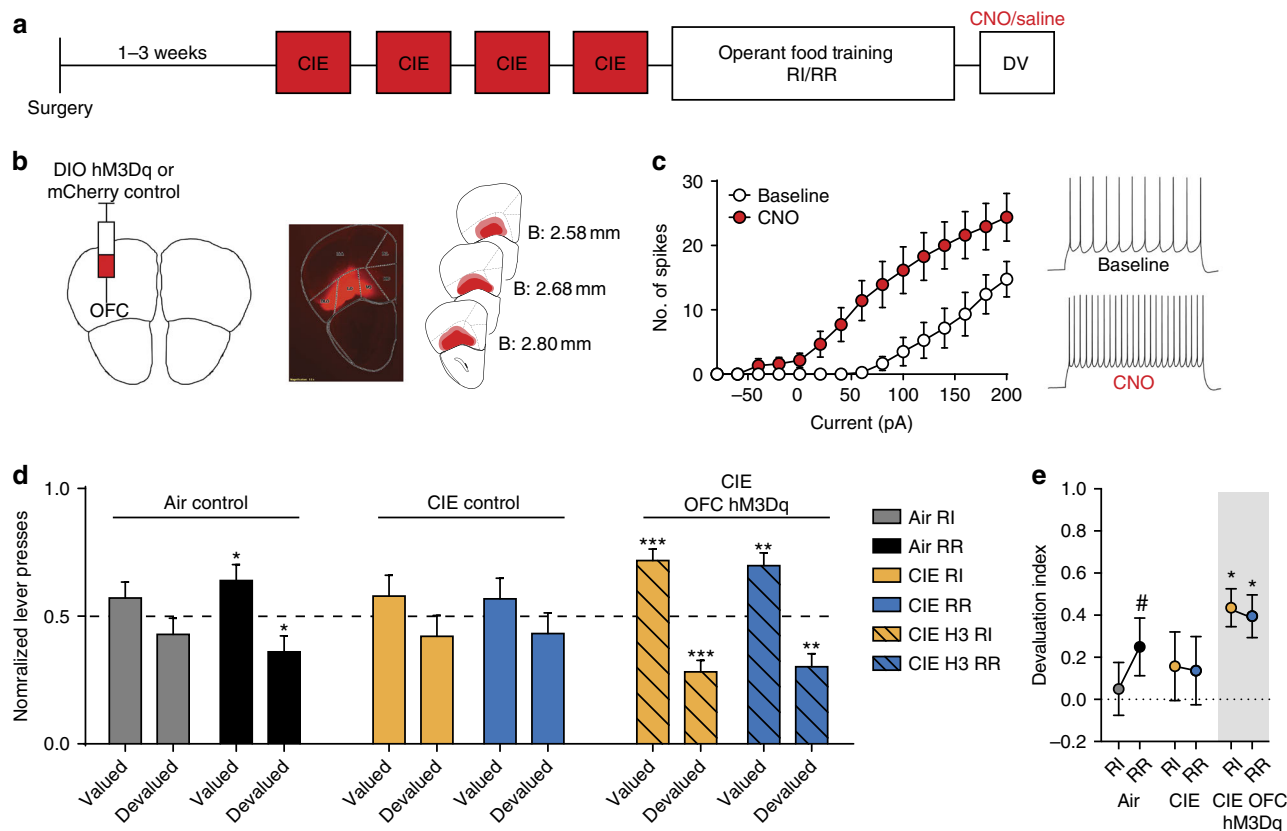 a
CNO/saline
1–3 weeks
CIE
CIE
CIE
CIE
Operant food training
RI/RR
DV
Surgery
b
DIO hM3Dq or
mCherry control
OFC
B: 2.58 mm
B: 2.68 mm
B: 2.80 mm
c
30
20
10
0
No. of spikes
Baseline
CNO
–50
0
50
100
150
200
Current (pA)
Baseline
CNO
d
1.0
0.5
0.0
Nomralized lever presses
Air control
CIE control
CIE
OFC hM3Dq
*
*
***
***
**
**
Valued
Devalued
Valued
Devalued
Valued
Devalued
Valued
Devalued
Valued
Devalued
Valued
Devalued
Air RI
Air RR
CIE RI
CIE RR
CIE H3 RI
CIE H3 RR
e
1.0
0.8
0.6
0.4
0.2
0.0
–0.2
Devaluation index
#
*
*
RI
RR
RI
RR
RI
RR
Air
CIE
CIE OFC
hM3Dq